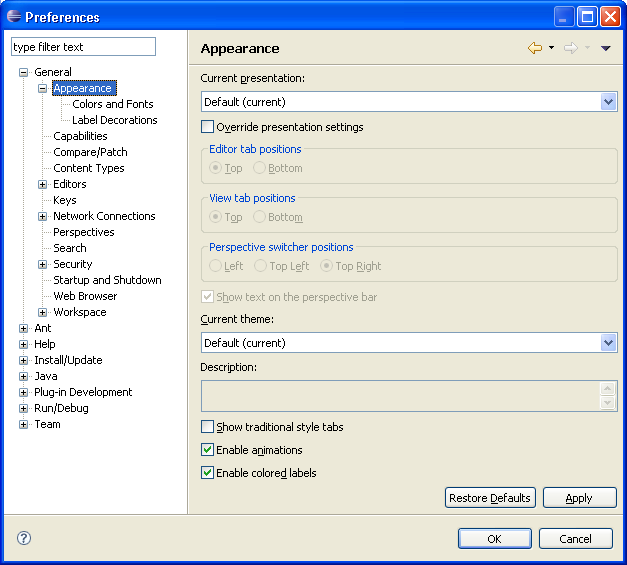 Preferences
type filter text
General
Appearance
Colors and Fonts
Label Decorations
Capabilities
Compare/Patch
Content Types
Editors
Keys
Network Connections
Perspectives
Search
Security
Startup and Shutdown
Web Browser
Workspace
Ant
Help
Install/Update
Java
Plug-in Development
Run/Debug
Team
Appearance
Current presentation:
Default (current)
Override presentation settings
Editor tab positions
Top Bottom
View tab positions
Top Bottom
Perspective switcher positions
Left Top Left Top Right
Show text on the perspective bar
Current theme:
Default (current)
Description:
Show traditional style tabs
Enable animations
Enable colored labels
Restore Defaults Apply
? OK Cancel